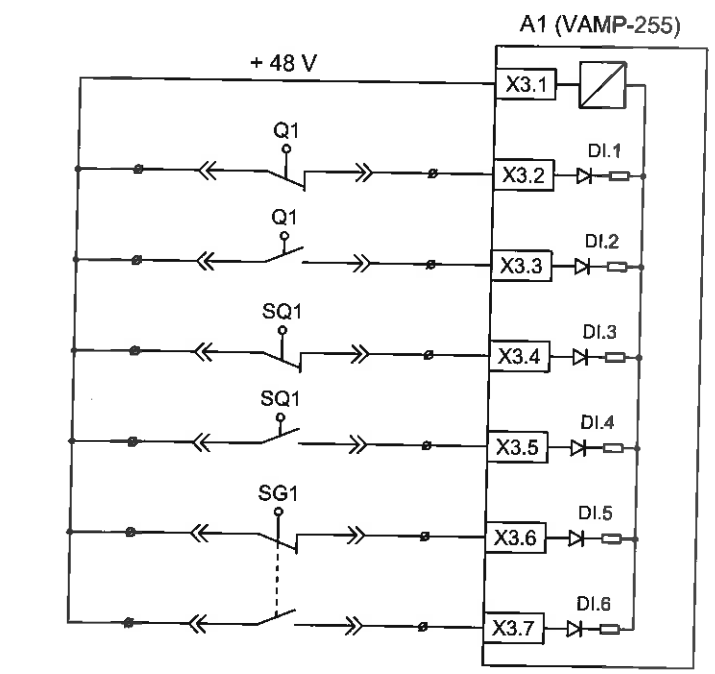 A1 (VAMP-255)
+ 48 V
X3.1
Q1
DI.1
X3.2
Q1
DI.2
X3.3
SQ1
DI.3
X3.4
SQ1
DI.4
X3.5
SG1
DI.5
X3.6
DI.6
X3.7